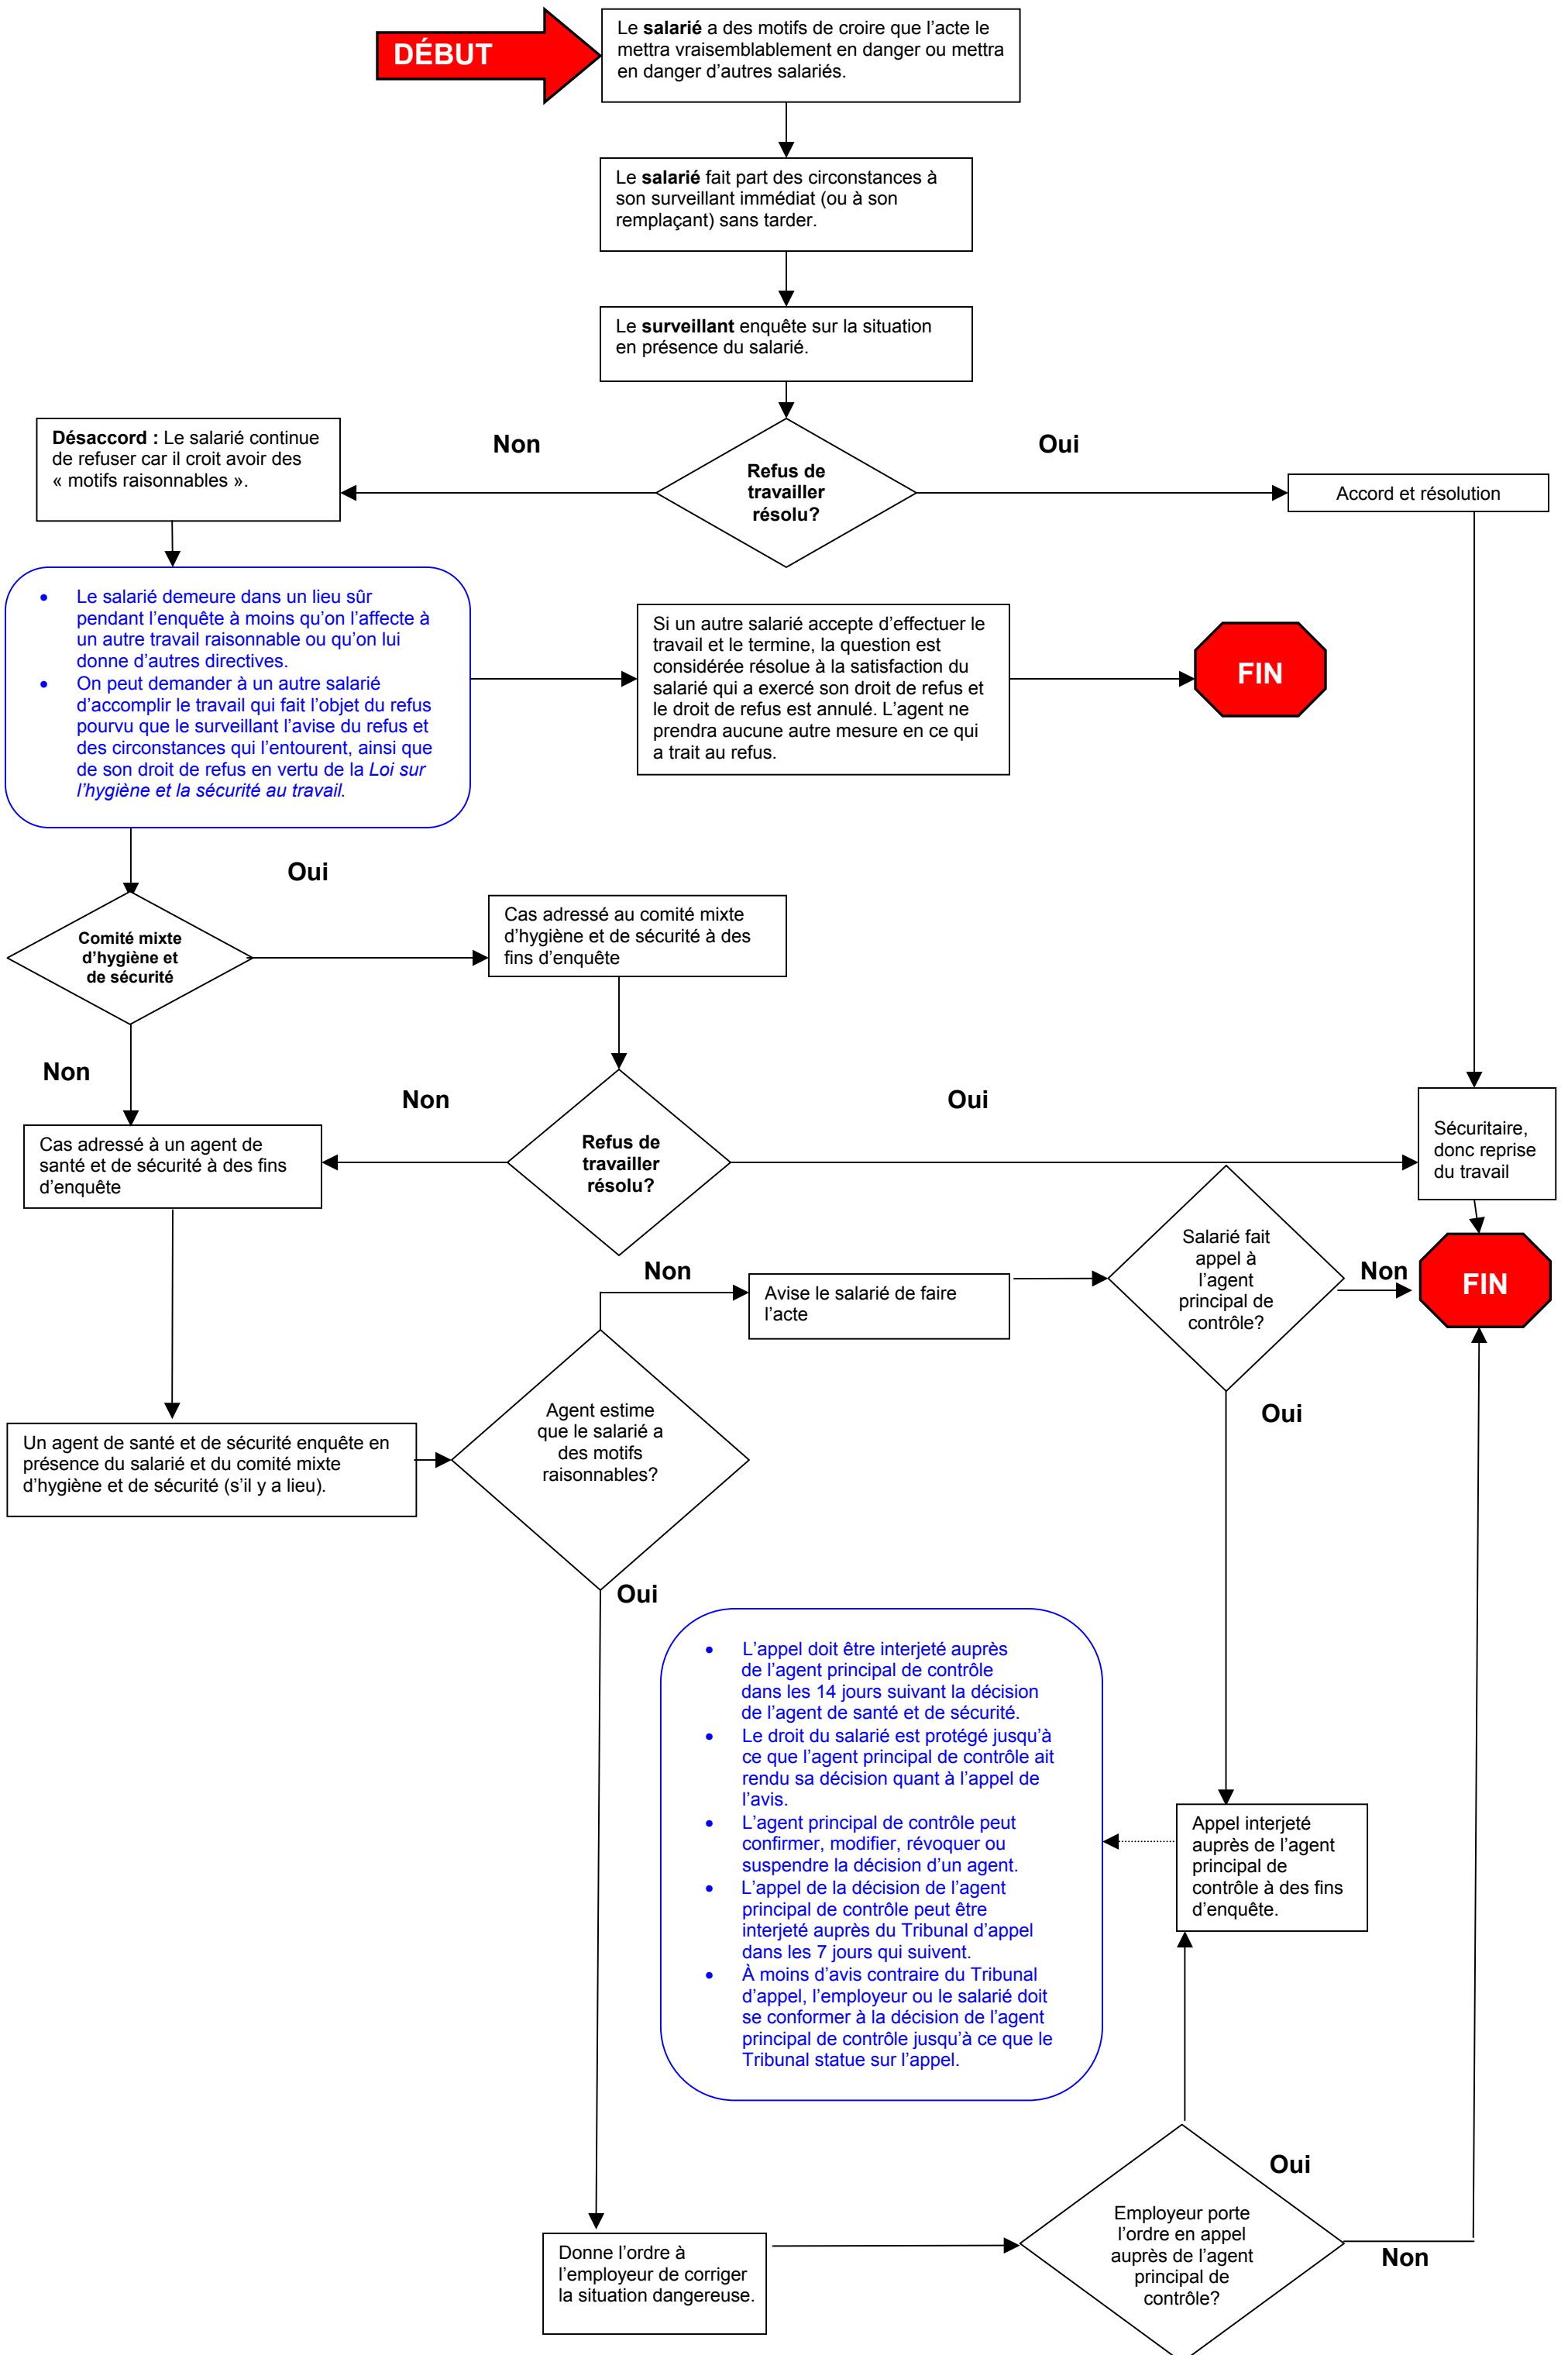 DÉBUT
Le salarié a des motifs de croire que l’acte le
mettra vraisemblablement en danger ou mettra
en danger d’autres salariés.
Le salarié fait part des circonstances à
son surveillant immédiat (ou à son
remplaçant) sans tarder.
Le surveillant enquête sur la situation
en présence du salarié.
Désaccord : Le salarié continue
de refuser car il croit avoir des
« motifs raisonnables ».
Non
Refus de
travailler
résolu?
Oui
Accord et résolution
• Le salarié demeure dans un lieu sûr
pendant l’enquête à moins qu’on l’affecte à
un autre travail raisonnable ou qu’on lui
donne d’autres directives.
• On peut demander à un autre salarié
d’accomplir le travail qui fait l’objet du refus
pourvu que le surveillant l’avise du refus et
des circonstances qui l’entourent, ainsi que
de son droit de refus en vertu de la Loi sur
l’hygiène et la sécurité au travail.
Si un autre salarié accepte d’effectuer le
travail et le termine, la question est
considérée résolue à la satisfaction du
salarié qui a exercé son droit de refus et
le droit de refus est annulé. L’agent ne
prendra aucune autre mesure en ce qui
a trait au refus.
FIN
Oui
Comité mixte
d’hygiène et
de sécurité
Cas adressé au comité mixte
d’hygiène et de sécurité à des
fins d’enquête
Non
Non
Oui
Cas adressé à un agent de
santé et de sécurité à des fins
d’enquête
Refus de
travailler
résolu?
Sécuritaire,
donc reprise
du travail
Non
Avise le salarié de faire
l’acte
Salarié fait
appel à
l’agent
principal de
contrôle?
Non
FIN
Oui
Un agent de santé et de sécurité enquête en
présence du salarié et du comité mixte
d’hygiène et de sécurité (s’il y a lieu).
Agent estime
que le salarié a
des motifs
raisonnables?
Oui
• L’appel doit être interjeté auprès
de l’agent principal de contrôle
dans les 14 jours suivant la décision
de l’agent de santé et de sécurité.
• Le droit du salarié est protégé jusqu’à
ce que l’agent principal de contrôle ait
rendu sa décision quant à l’appel de
l’avis.
• L’agent principal de contrôle peut
confirmer, modifier, révoquer ou
suspendre la décision d’un agent.
• L’appel de la décision de l’agent
principal de contrôle peut être
interjeté auprès du Tribunal d’appel
dans les 7 jours qui suivent.
• À moins d’avis contraire du Tribunal
d’appel, l’employeur ou le salarié doit
se conformer à la décision de l’agent
principal de contrôle jusqu’à ce que le
Tribunal statue sur l’appel.
Appel interjeté
auprès de l’agent
principal de
contrôle à des fins
d’enquête.
Oui
Donne l’ordre à
l’employeur de corriger
la situation dangereuse.
Employeur porte
l’ordre en appel
auprès de l’agent
principal de
contrôle?
Non